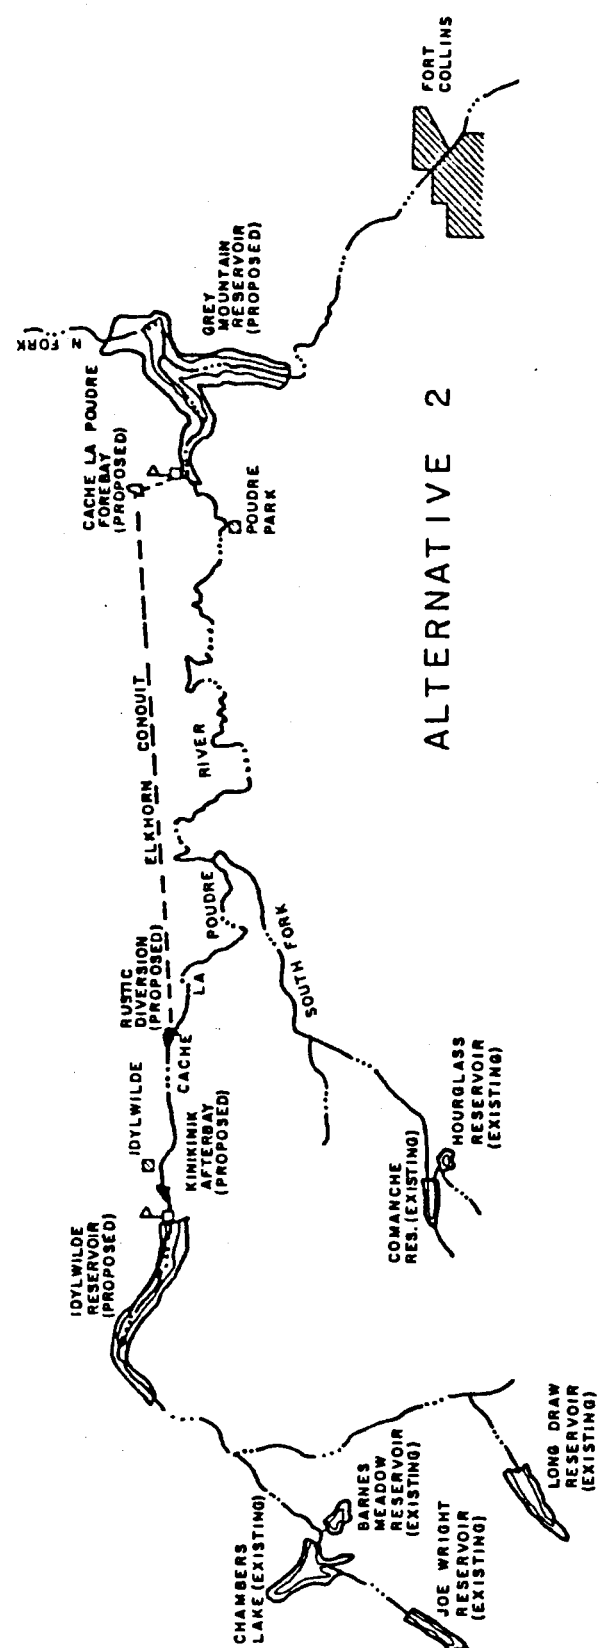 FORT
COLLINS
GREY
MOUNTAIN
RESERVOIR
(PROPOSED)
N FORK
CACHE LA POUDRE
FOREBAY
(PROPOSED)
P
POUDRE
PARK
ALTERNATIVE 2
ELKHORN CONDUIT
RIVER
POUDRE
LA
CACHE
SOUTH FORK
RUSTIC
DIVERSION
(PROPOSED)
IDYLWILDE
KINIKINIK
AFTERBAY
(PROPOSED)
P
IDYLWILDE
RESERVOIR
(PROPOSED)
HOURGLASS
RESERVOIR
(EXISTING)
COMANCHE
RES. (EXISTING)
LONG DRAW
RESERVOIR
(EXISTING)
BARNES
MEADOW
RESERVOIR
(EXISTING)
CHAMBERS
LAKE (EXISTING)
JOE WRIGHT
RESERVOIR
(EXISTING)